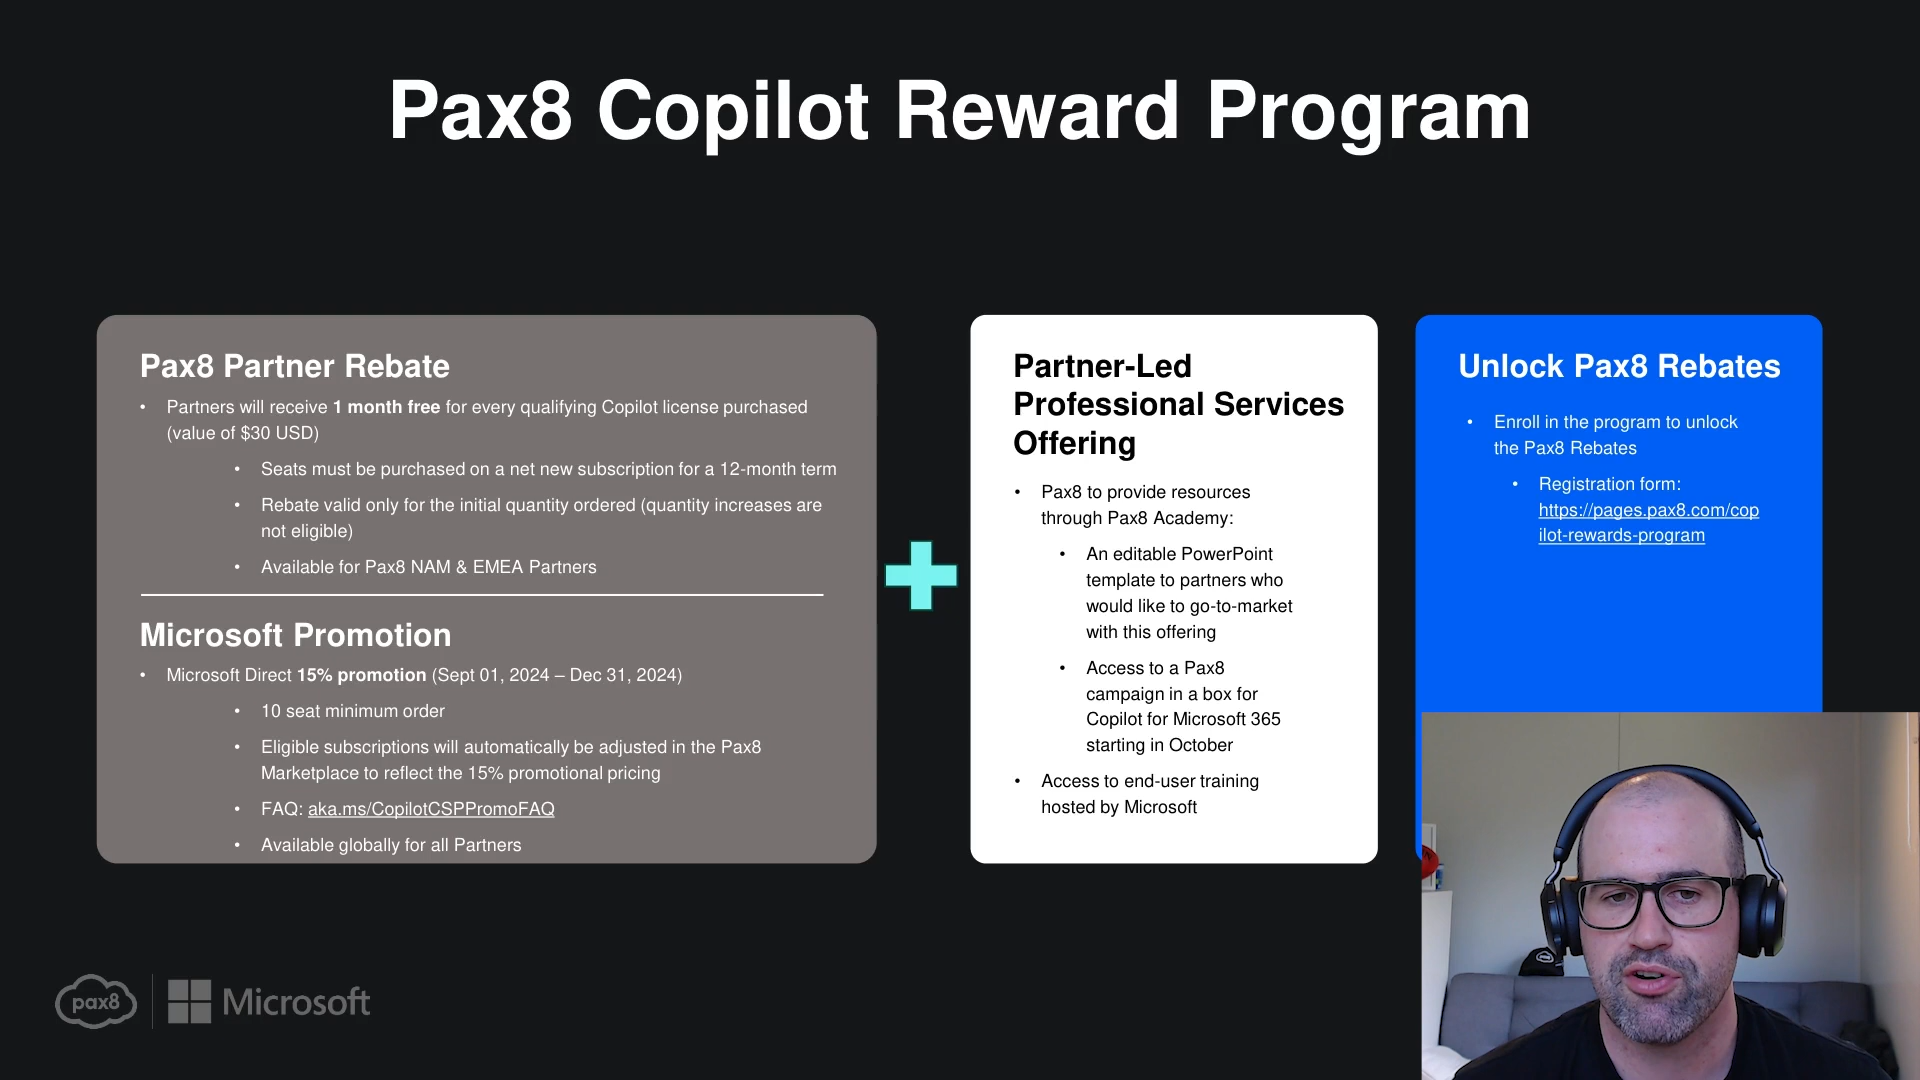 Pax8 Copilot Reward Program
Pax8 Partner Rebate
• Partners will receive 1 month free for every qualifying Copilot license purchased
(value of $30 USD)
• Seats must be purchased on a net new subscription for a 12-month term
• Rebate valid only for the initial quantity ordered (quantity increases are
not eligible)
• Available for Pax8 NAM & EMEA Partners
Microsoft Promotion
• Microsoft Direct 15% promotion (Sept 01, 2024 – Dec 31, 2024)
• 10 seat minimum order
• Eligible subscriptions will automatically be adjusted in the Pax8
Marketplace to reflect the 15% promotional pricing
• FAQ: aka.ms/CopilotCSPPromoFAQ
• Available globally for all Partners
Partner-Led
Professional Services
Offering
• Pax8 to provide resources
through Pax8 Academy:
• An editable PowerPoint
template to partners who
would like to go-to-market
with this offering
• Access to a Pax8
campaign in a box for
Copilot for Microsoft 365
starting in October
• Access to end-user training
hosted by Microsoft
Unlock Pax8 Rebates
• Enroll in the program to unlock
the Pax8 Rebates
• Registration form:
https://pages.pax8.com/cop
ilot-rewards-program
pax8
Microsoft